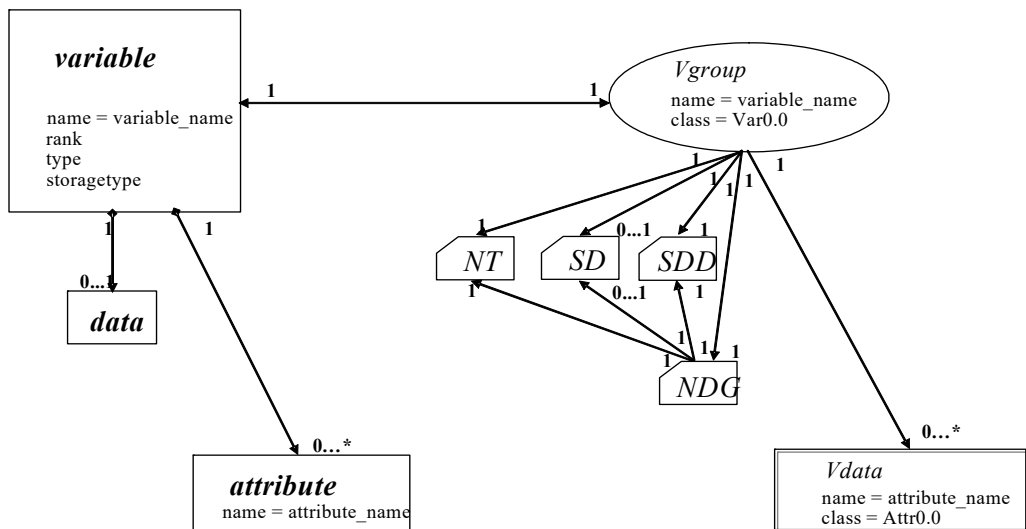 variable
name = variable_name
rank
type
storagetype
1
1
Vgroup
name = variable_name
class = Var0.0
1
1
1
1
1
1
1
1
1
0...1
1
NT
SD
SDD
1
0...1
1
0...1
data
1
1
1
1
NDG
0...*
0...*
attribute
name = attribute_name
Vdata
name = attribute_name
class = Attr0.0